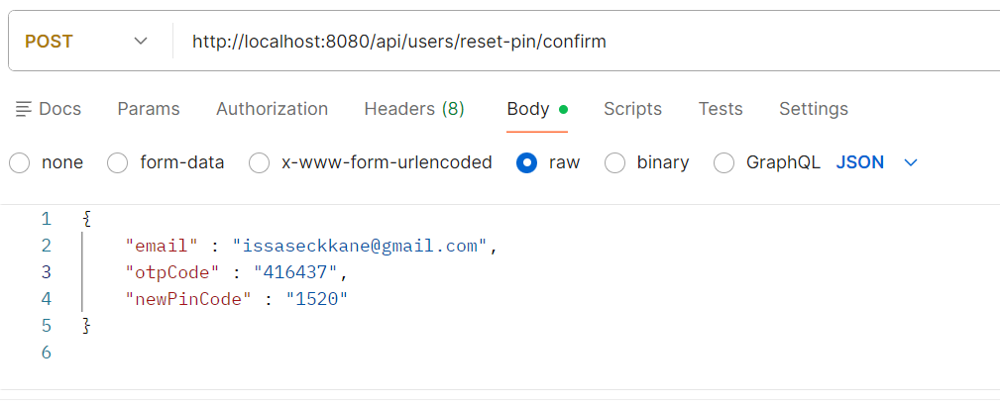 POST http://localhost:8080/api/users/reset-pin/confirm
Docs Params Authorization Headers (8) Body Scripts Tests Settings
none form-data x-www-form-urlencoded raw binary GraphQL JSON
1 {
2 "email" : "issaseckkane@gmail.com",
3 "otpCode" : "416437",
4 "newPinCode" : "1520"
5 }
6